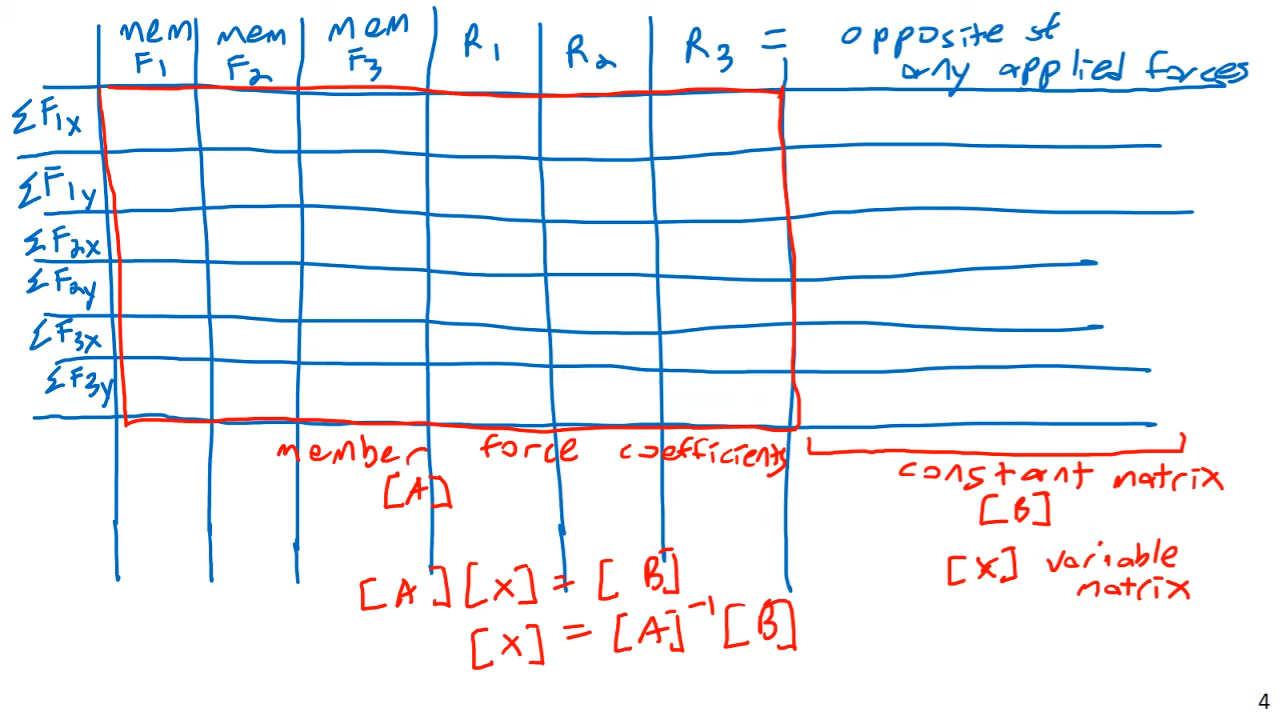 mem F1 mem F2 mem F3 R1 R2 R3 = opposite of any applied forces
ΣF1x
ΣF1y
ΣF2x
ΣF2y
ΣF3x
ΣF3y
member force coefficients
[A]
constant matrix
[B]
[x] variable matrix
[A][x] = [B]
[x] = [A]⁻¹[B]
4